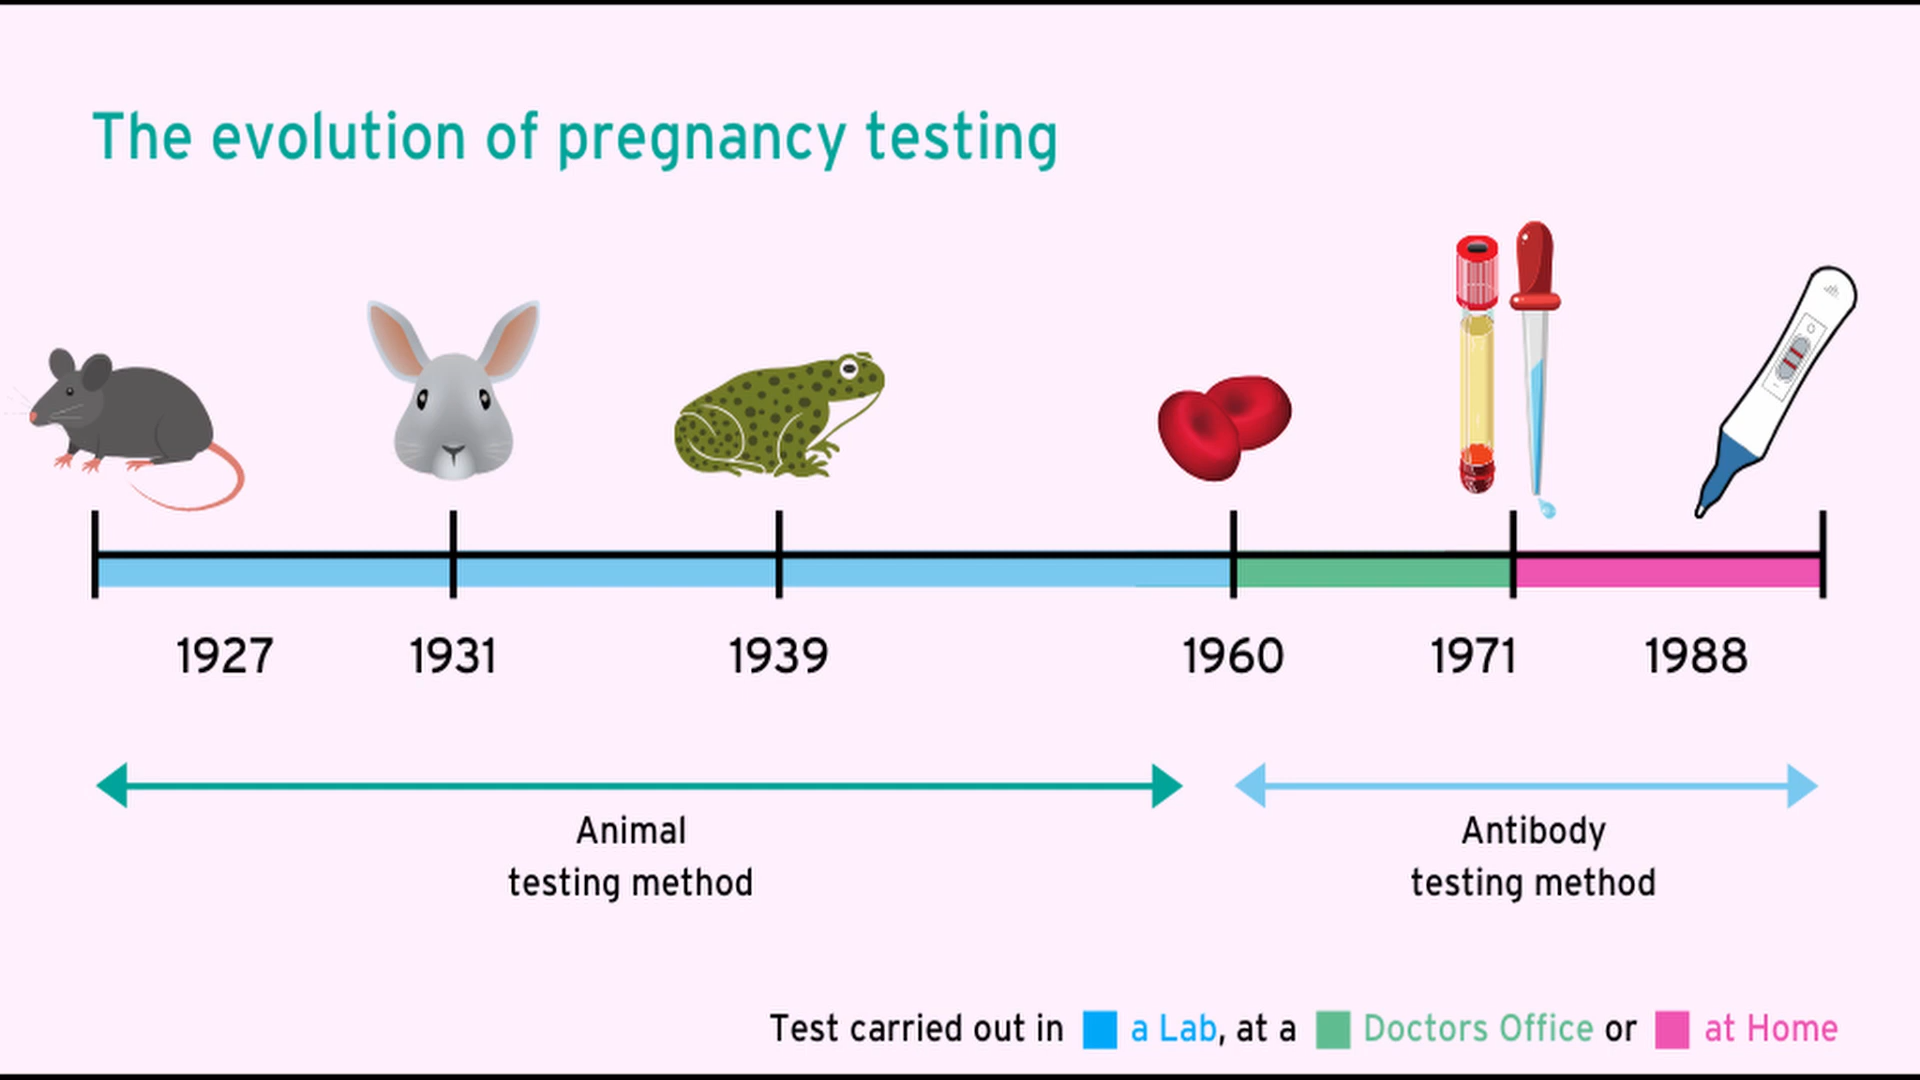 The evolution of pregnancy testing
1927 1931 1939 1960 1971 1988
Animal
testing method
Antibody
testing method
Test carried out in a Lab, at a Doctors Office or at Home